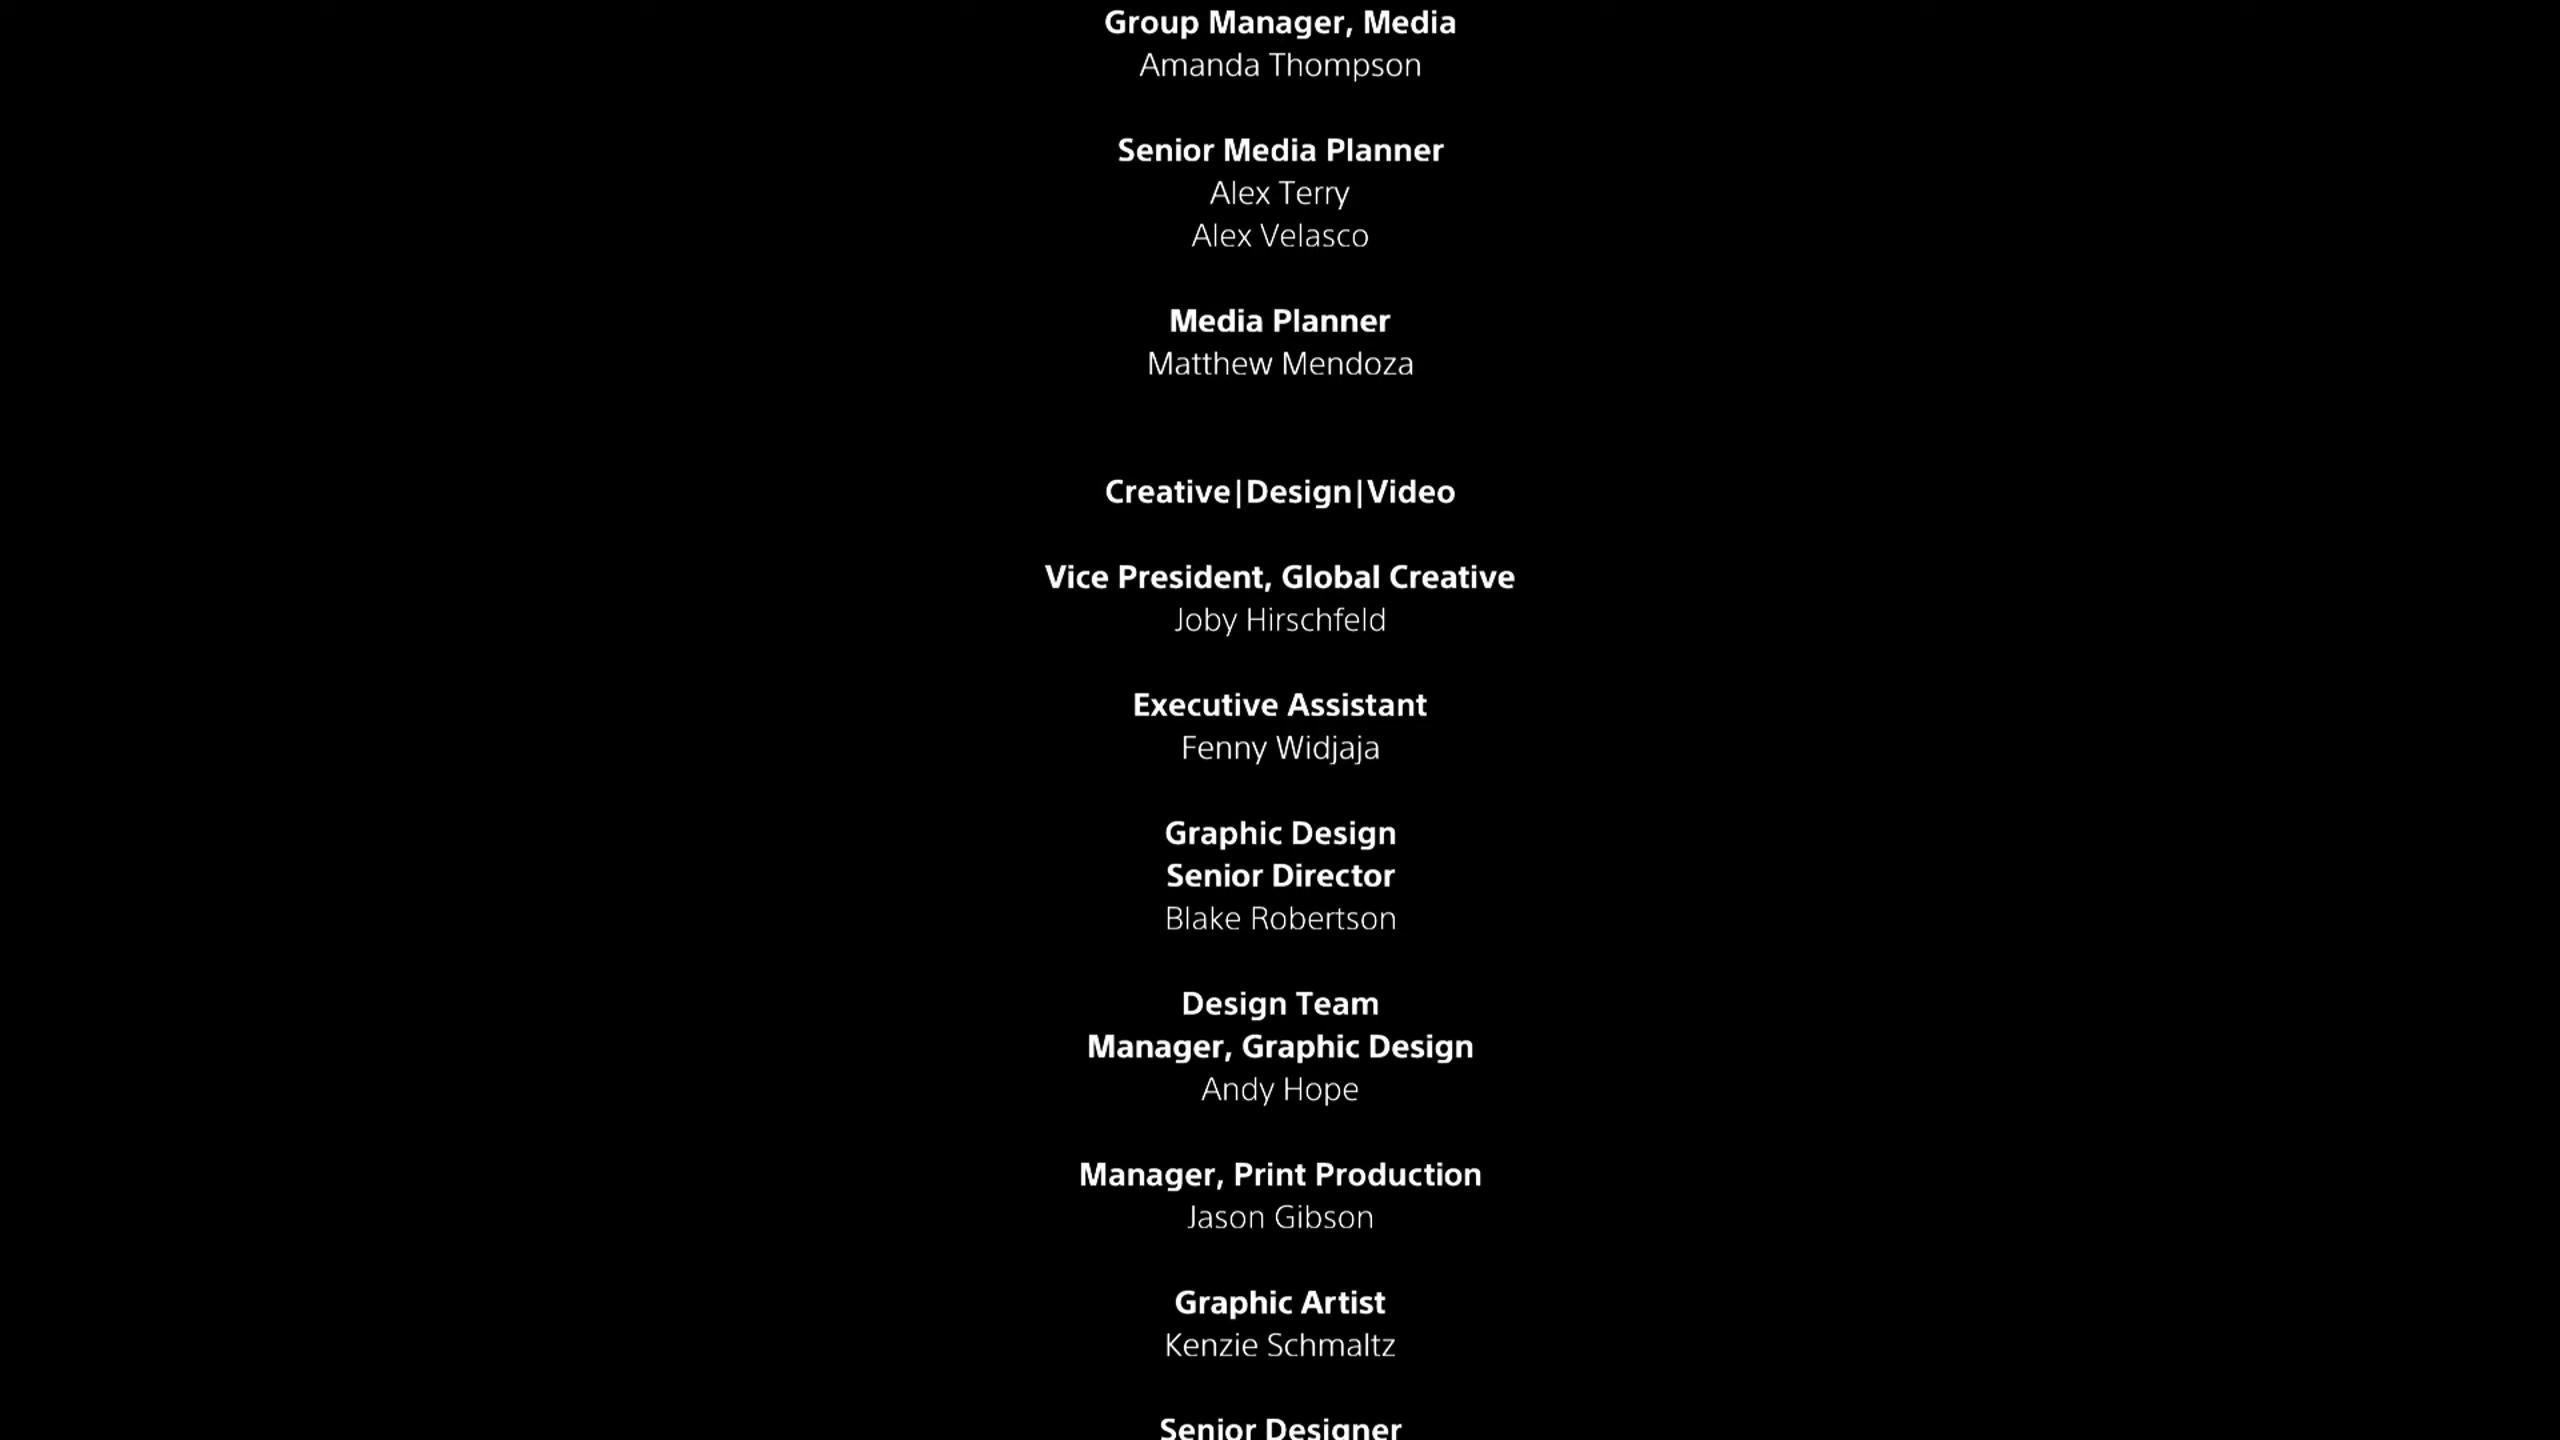 Group Manager, Media
Amanda Thompson
Senior Media Planner
Alex Terry
Alex Velasco
Media Planner
Matthew Mendoza
Creative|Design|Video
Vice President, Global Creative
Joby Hirschfeld
Executive Assistant
Fenny Widjaja
Graphic Design
Senior Director
Blake Robertson
Design Team
Manager, Graphic Design
Andy Hope
Manager, Print Production
Jason Gibson
Graphic Artist
Kenzie Schmaltz
Senior Designer